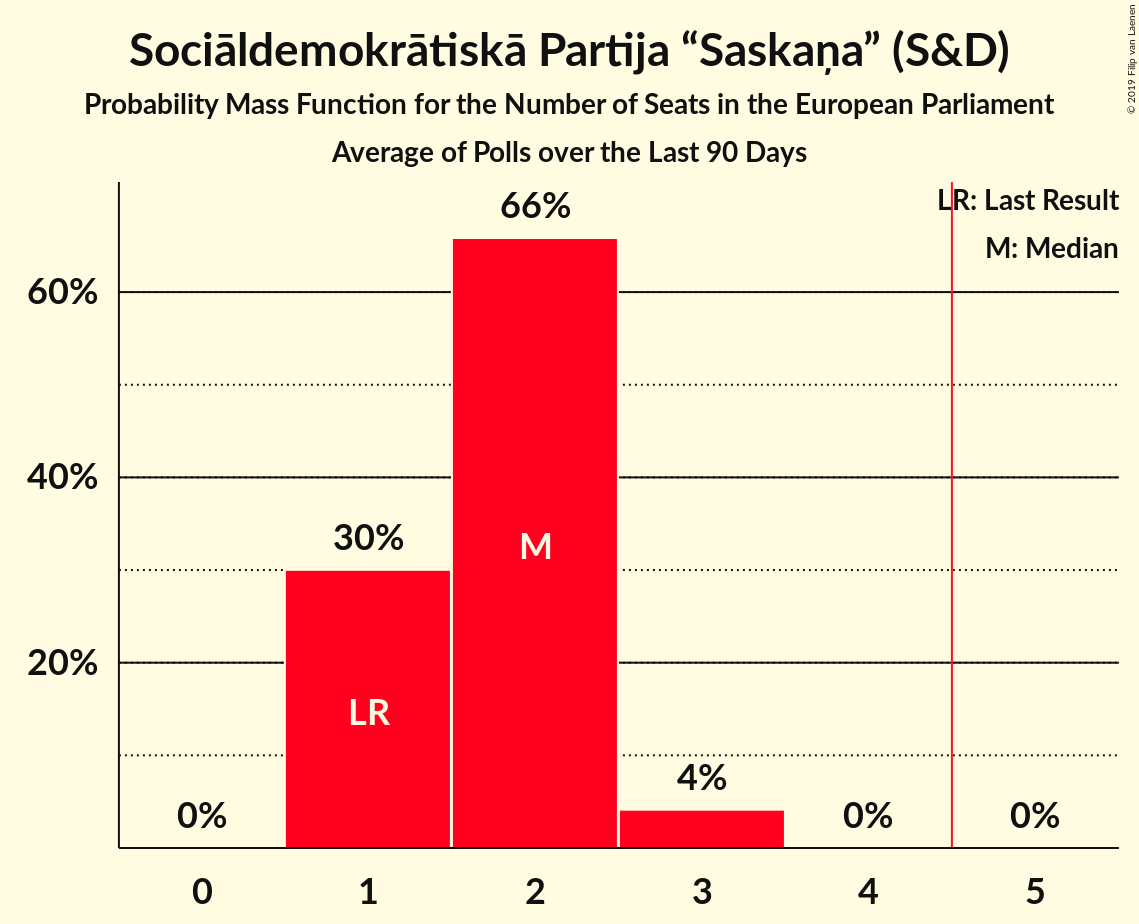 Sociāldemokrātiskā Partija “Saskaņa” (S&D)
Probability Mass Function for the Number of Seats in the European Parliament
Average of Polls over the Last 90 Days
© 2019 Filip van Laenen
LR: Last Result
M: Median
66%
60%
40%
30%
M
20%
LR
4%
0%
0%
0%
0 1 2 3 4 5